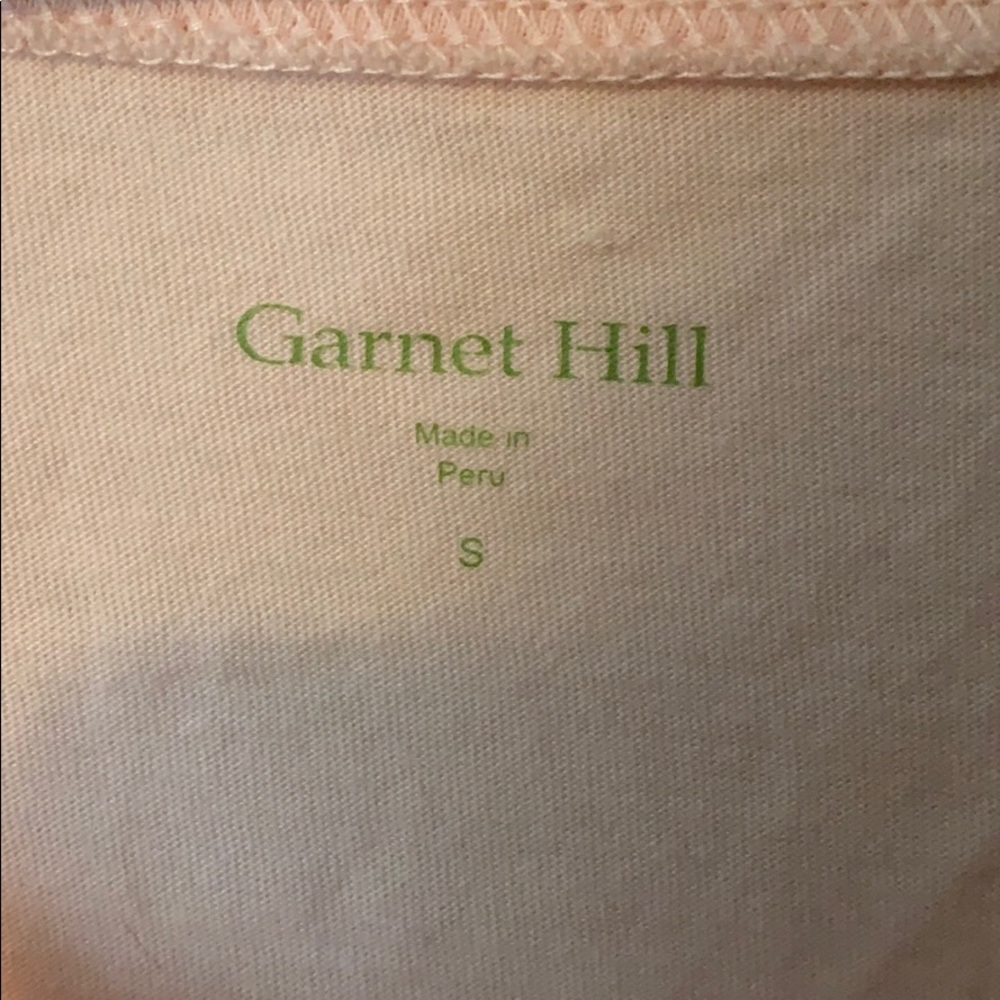 Garnet Hill
Made in
Peru
S